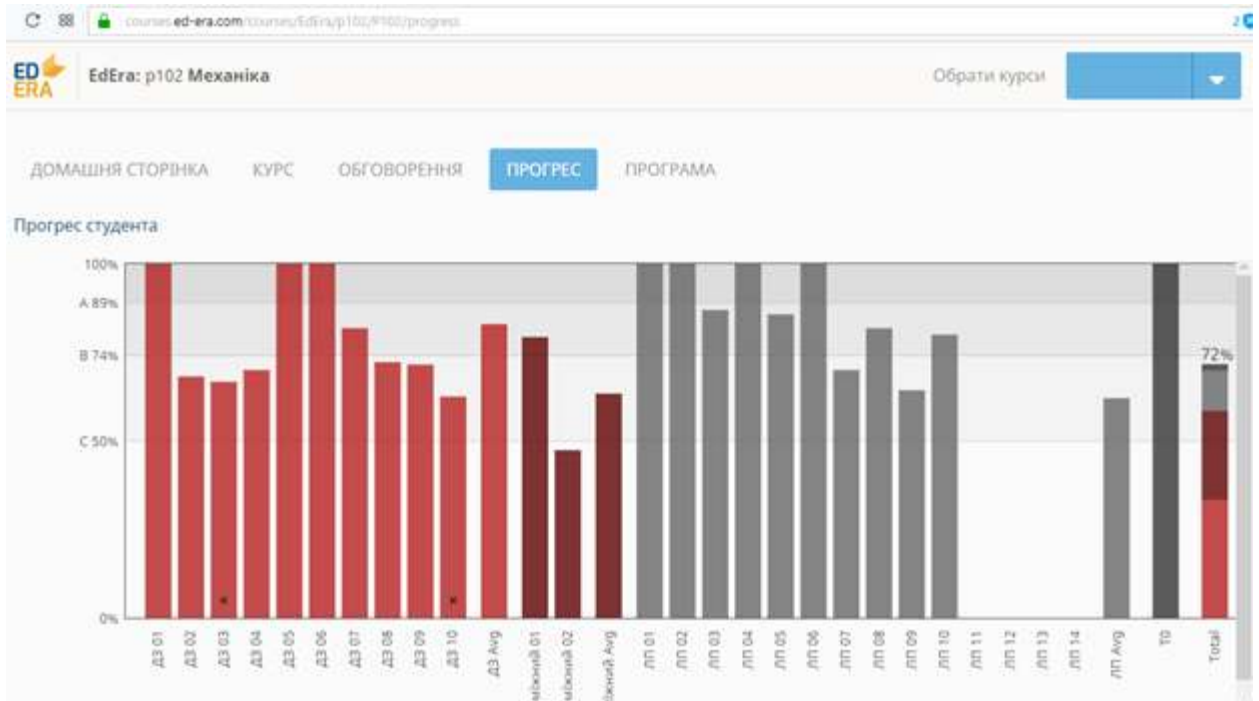 courses.ed-era.com/courses/EdEra/p102/P102/progress
2
ED
ERA
EdEra: p102 Механіка
Обрати курси
ДОМАШНЯ СТОРІНКА КУРС ОБГОВОРЕННЯ ПРОГРЕС ПРОГРАМА
Прогрес студента
100%
A 89%
B 74%
72%
C 50%
0%
ДЗ 01
ДЗ 02
ДЗ 03
ДЗ 04
ДЗ 05
ДЗ 06
ДЗ 07
ДЗ 08
ДЗ 09
ДЗ 10
ДЗ Avg
міжний 01
міжний 02
іжний Avg
ЛП 01
ЛП 02
ЛП 03
ЛП 04
ЛП 05
ЛП 06
ЛП 07
ЛП 08
ЛП 09
ЛП 10
ЛП 11
ЛП 12
ЛП 13
ЛП 14
ЛП Avg
Т0
Total